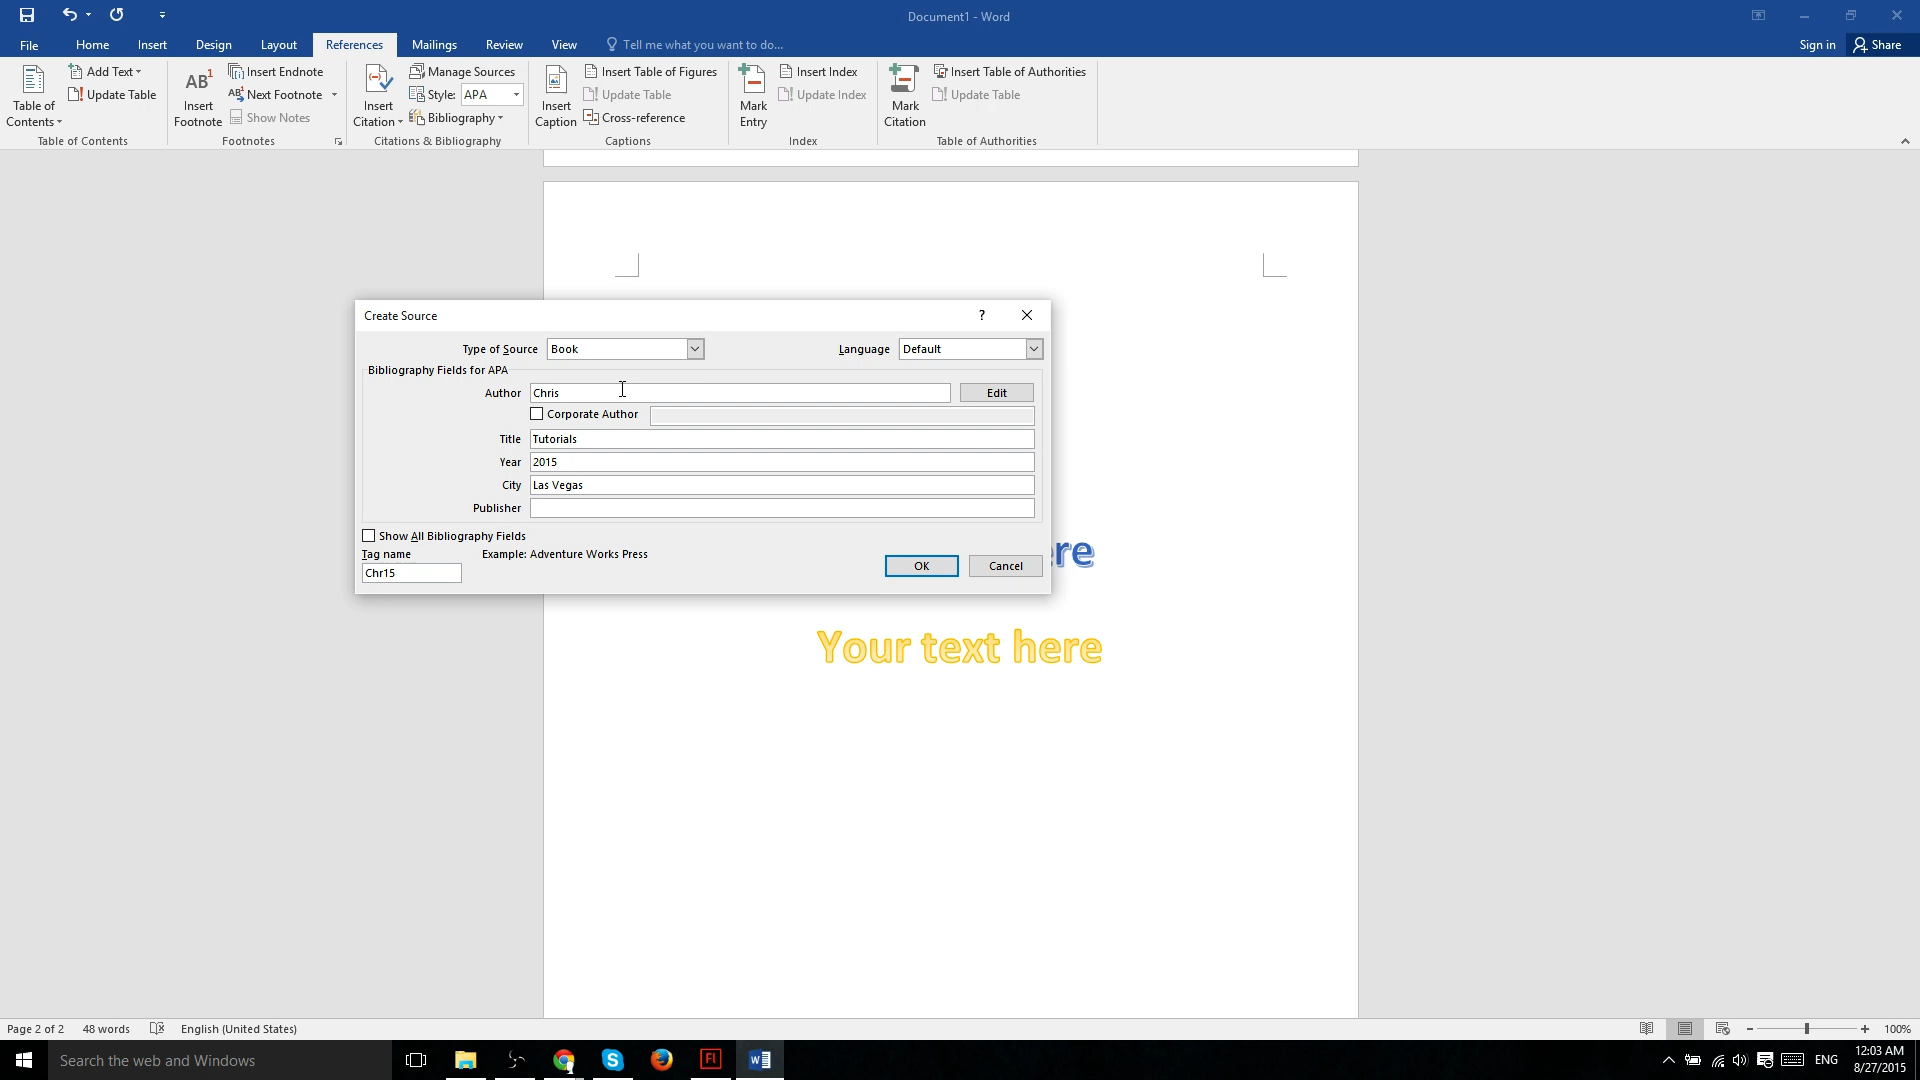 Document1 - Word
File Home Insert Design Layout References Mailings Review View Tell me what you want to do... Sign in Share
Table of Contents
Add Text
Update Table
Table of Contents
AB¹ Insert Footnote
Insert Endnote
Next Footnote
Show Notes
Footnotes
Insert Citation
Manage Sources
Style: APA
Bibliography
Citations & Bibliography
Insert Caption
Insert Table of Figures
Update Table
Cross-reference
Captions
Mark Entry
Insert Index
Update Index
Index
Mark Citation
Insert Table of Authorities
Update Table
Table of Authorities
Create Source ?
Type of Source Book Language Default
Bibliography Fields for APA
Author Chris Edit
Corporate Author
Title Tutorials
Year 2015
City Las Vegas
Publisher
Show All Bibliography Fields
Tag name Example: Adventure Works Press
Chr15
OK Cancel
ere
Your text here
Page 2 of 2 48 words English (United States) 100%
Search the web and Windows
Fl
ENG
12:03 AM
8/27/2015